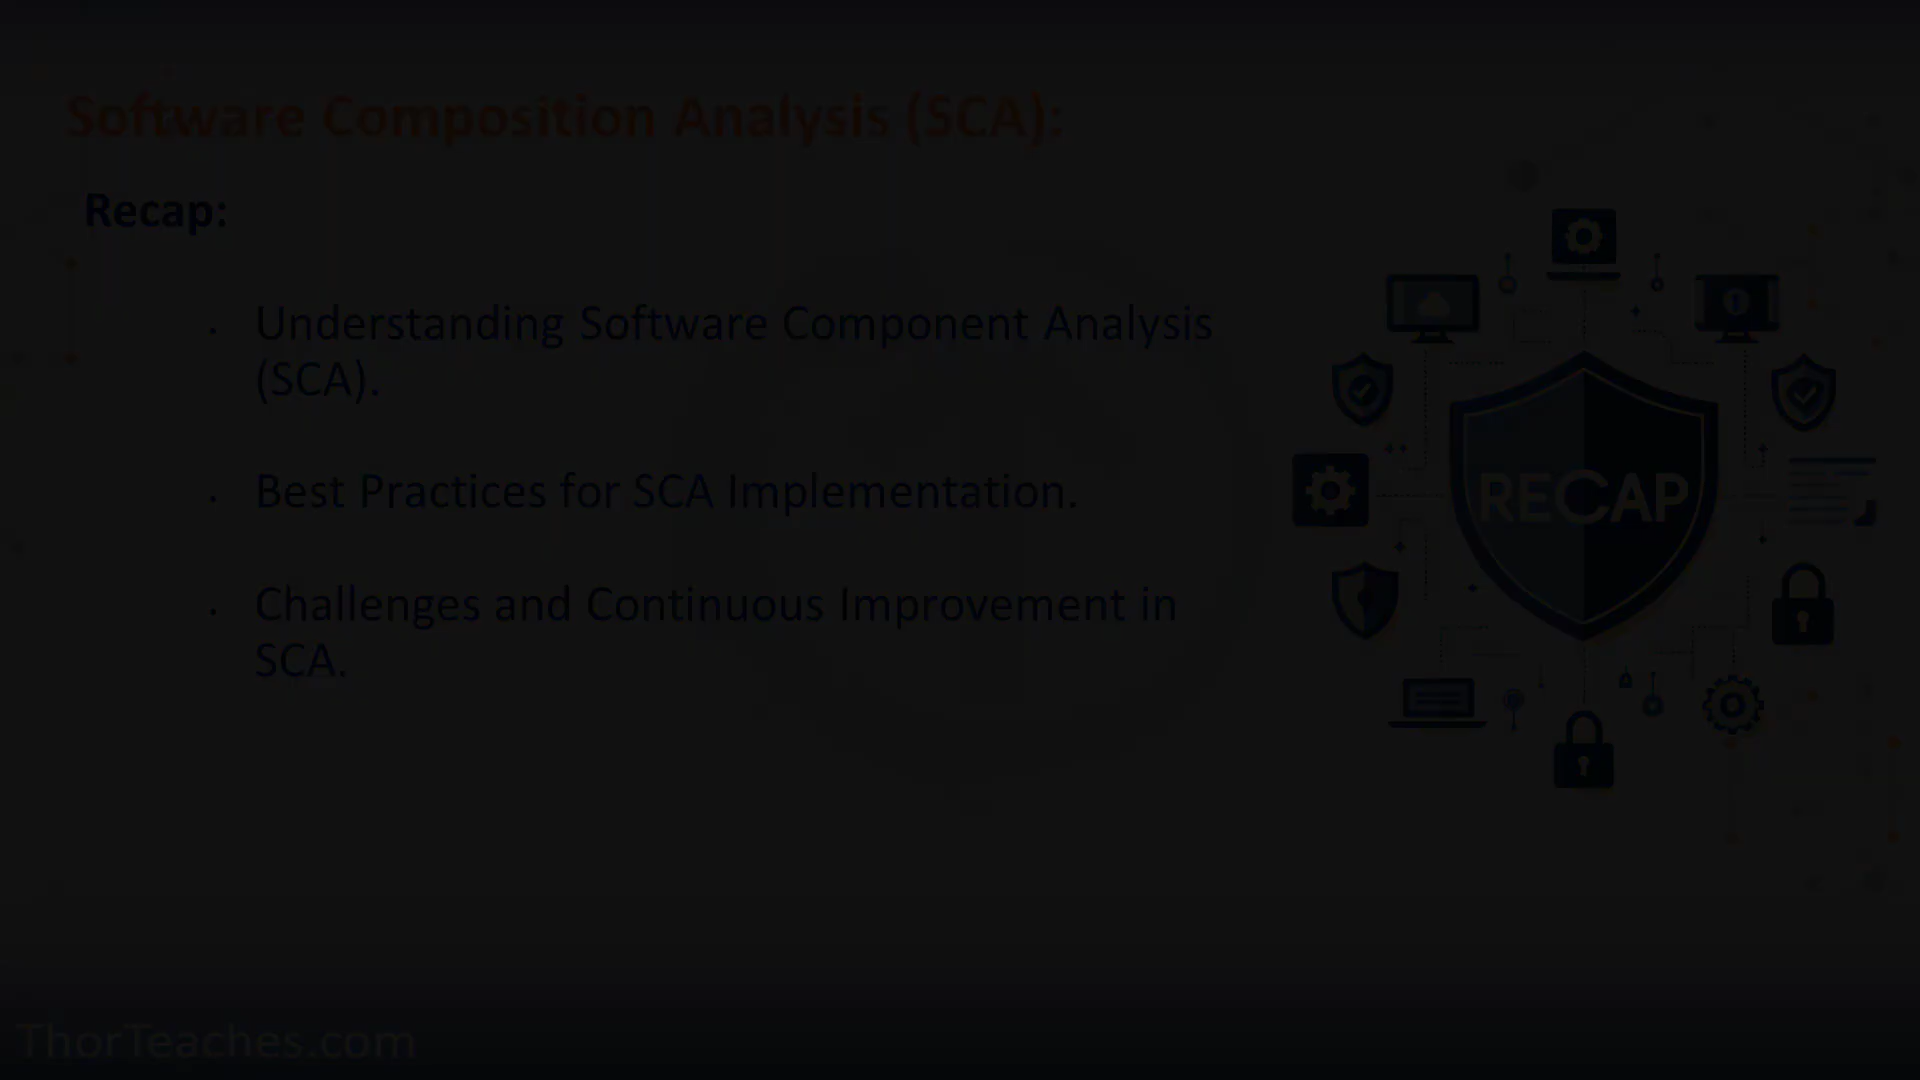 Software Composition Analysis (SCA):
Recap:
• Understanding Software Component Analysis
(SCA).
• Best Practices for SCA Implementation.
• Challenges and Continuous Improvement in
SCA.
RECAP
ThorTeaches.com